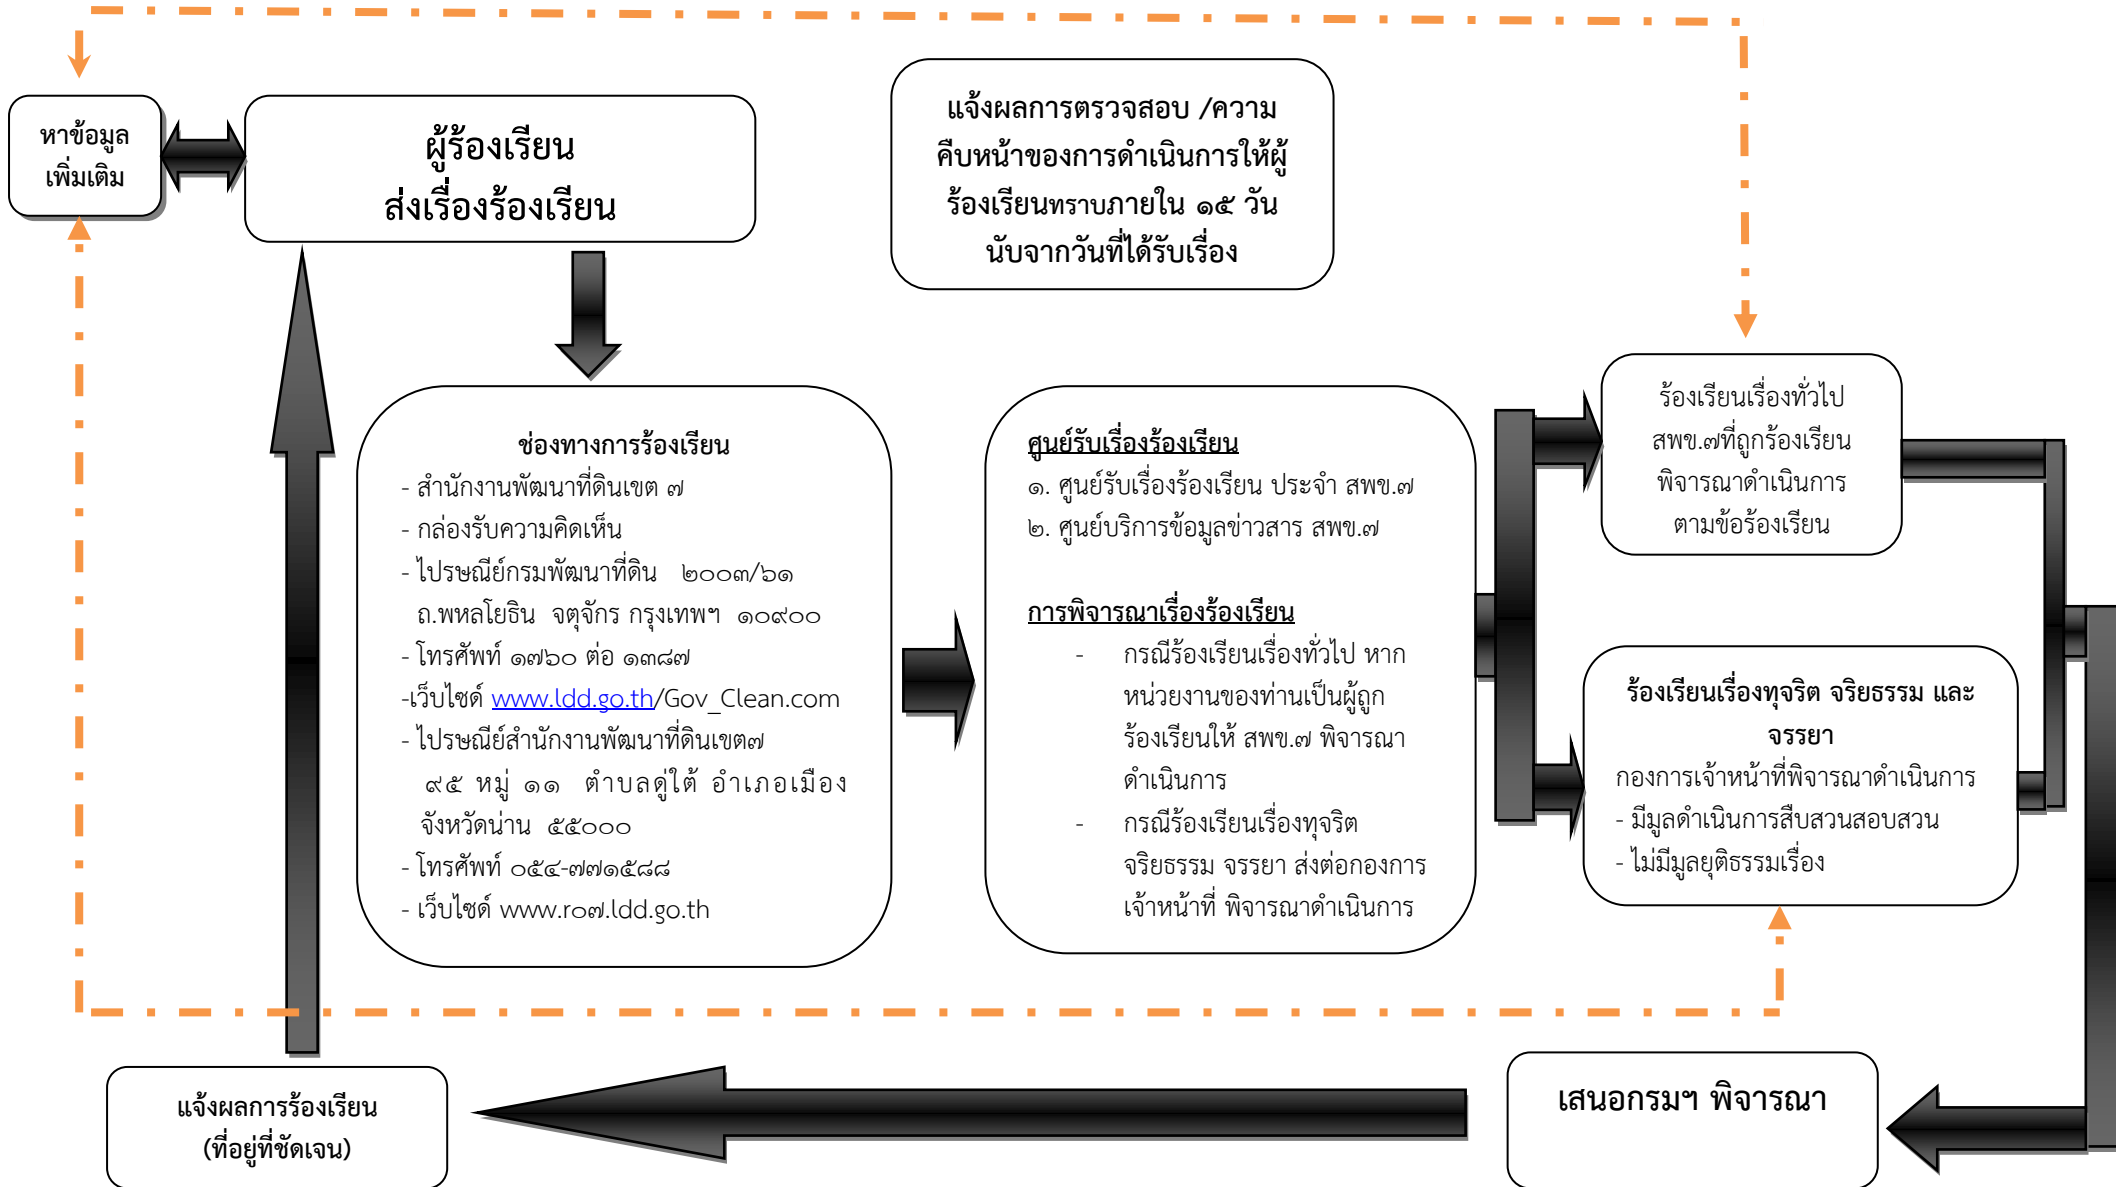 หาข้อมูล
เพิ่มเติม
ผู้ร้องเรียน
ส่งเรื่องร้องเรียน
แจ้งผลการตรวจสอบ /ความ
คืบหน้าของการดำเนินการให้ผู้
ร้องเรียนทราบภายใน ๑๕ วัน
นับจากวันที่ได้รับเรื่อง
ช่องทางการร้องเรียน
- สำนักงานพัฒนาที่ดินเขต ๗
- กล่องรับความคิดเห็น
- ไปรษณีย์กรมพัฒนาที่ดิน ๒๐๐๓/๖๑
ถ.พหลโยธิน จตุจักร กรุงเทพฯ ๑๐๙๐๐
- โทรศัพท์ ๑๗๖๐ ต่อ ๑๓๘๗
-เว็บไซด์ www.ldd.go.th/Gov_Clean.com
- ไปรษณีย์สำนักงานพัฒนาที่ดินเขต๗
๙๕ หมู่ ๑๑ ตำบลดู่ใต้ อำเภอเมือง
จังหวัดน่าน ๕๕๐๐๐
- โทรศัพท์ ๐๕๔-๗๗๑๕๘๘
- เว็บไซด์ www.r๐๗.ldd.go.th
ศูนย์รับเรื่องร้องเรียน
๑. ศูนย์รับเรื่องร้องเรียน ประจำ สพข.๗
๒. ศูนย์บริการข้อมูลข่าวสาร สพข.๗
การพิจารณาเรื่องร้องเรียน
- กรณีร้องเรียนเรื่องทั่วไป หาก
หน่วยงานของท่านเป็นผู้ถูก
ร้องเรียนให้ สพข.๗ พิจารณา
ดำเนินการ
- กรณีร้องเรียนเรื่องทุจริต
จริยธรรม จรรยา ส่งต่อกองการ
เจ้าหน้าที่ พิจารณาดำเนินการ
ร้องเรียนเรื่องทั่วไป
สพข.๗ที่ถูกร้องเรียน
พิจารณาดำเนินการ
ตามข้อร้องเรียน
ร้องเรียนเรื่องทุจริต จริยธรรม และ
จรรยา
กองการเจ้าหน้าที่พิจารณาดำเนินการ
- มีมูลดำเนินการสืบสวนสอบสวน
- ไม่มีมูลยุติธรรมเรื่อง
เสนอกรมฯ พิจารณา
แจ้งผลการร้องเรียน
(ที่อยู่ที่ชัดเจน)